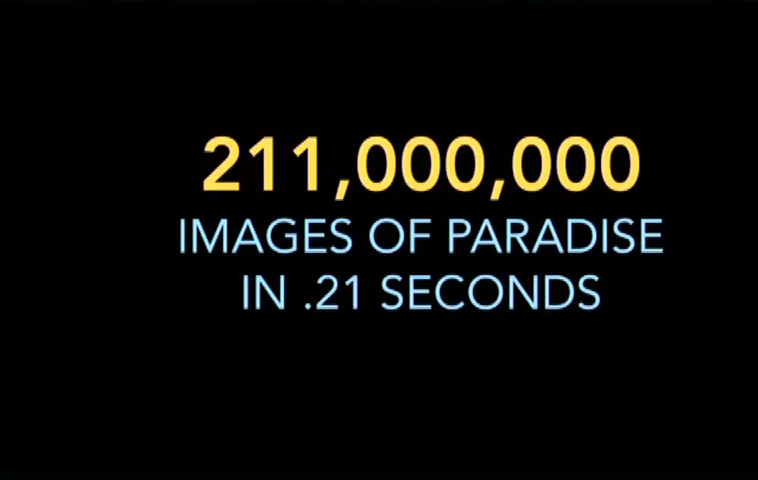 211,000,000
IMAGES OF PARADISE
IN .21 SECONDS